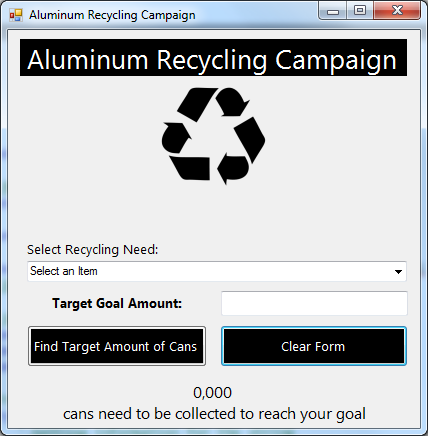 Aluminum Recycling Campaign
Aluminum Recycling Campaign
Select Recycling Need:
Select an Item
Target Goal Amount:
Find Target Amount of Cans Clear Form
0,000
cans need to be collected to reach your goal